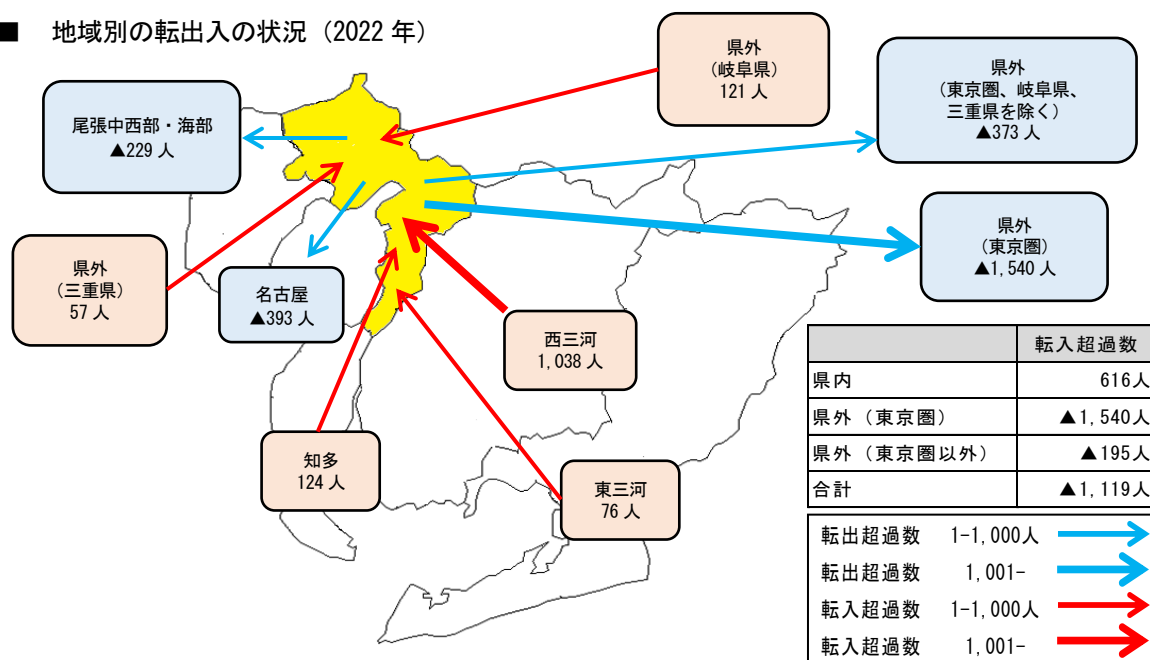 ■ 地域別の転出入の状況（2022 年）
県外
（岐阜県）
121 人
県外
（東京圏、岐阜県、
三重県を除く）
▲373 人
尾張中西部・海部
▲229 人
県外
（東京圏）
▲1,540 人
県外
（三重県）
57 人
名古屋
▲393 人
西三河
1,038 人
知多
124 人
東三河
76 人
転入超過数
県内 616人
県外（東京圏） ▲1,540人
県外（東京圏以外） ▲195人
合計 ▲1,119人
転出超過数 1-1,000人
転出超過数 1,001-
転入超過数 1-1,000人
転入超過数 1,001-